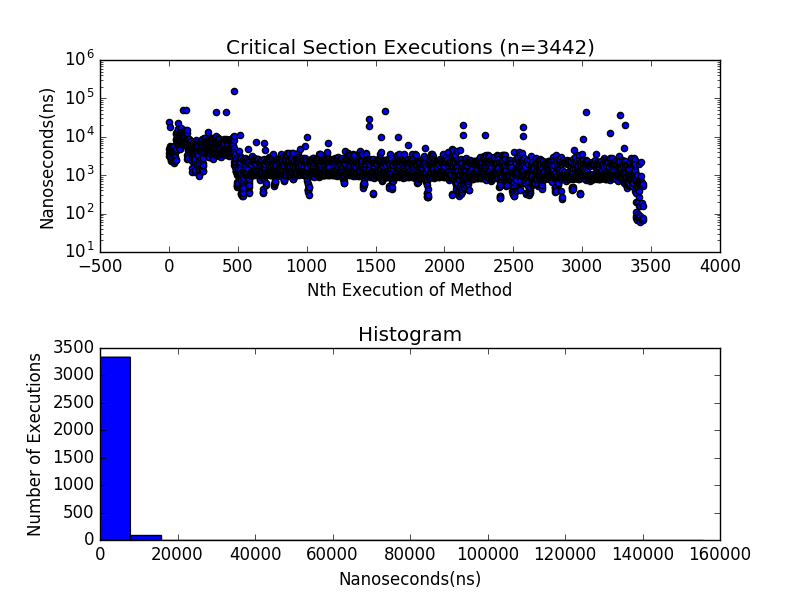 Critical Section Executions (n=3442)
Nanoseconds(ns)
10^6
10^5
10^4
10^3
10^2
10^1
−500 0 500 1000 1500 2000 2500 3000 3500 4000
Nth Execution of Method
Histogram
Number of Executions
3500
3000
2500
2000
1500
1000
500
0
0 20000 40000 60000 80000 100000 120000 140000 160000
Nanoseconds(ns)